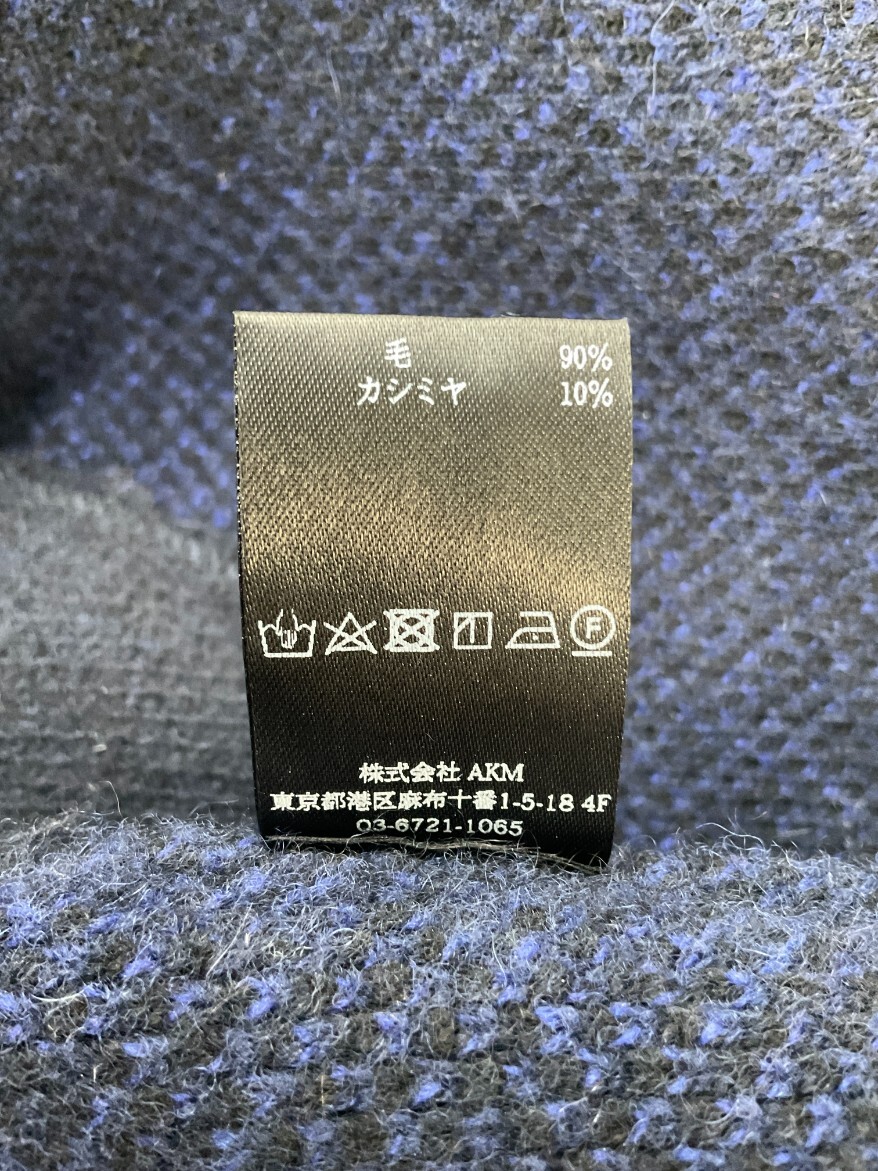 毛 90%
カシミヤ 10%
F
株式会社 AKM
東京都港区麻布十番1-5-18 4F
03-6721-1065